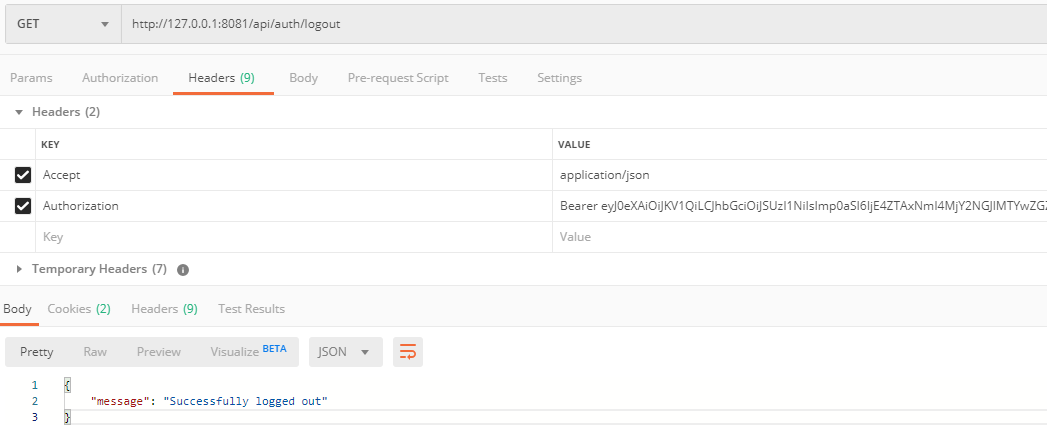 GET http://127.0.0.1:8081/api/auth/logout
Params Authorization Headers (9) Body Pre-request Script Tests Settings
Headers (2)
KEY VALUE
Accept application/json
Authorization Bearer eyJ0eXAiOiJKV1QiLCJhbGciOiJSUzI1NiIsImp0aSI6IjE4ZTAxNmI4MjY2NGJlMTYwZGZ
Key Value
Temporary Headers (7) i
Body Cookies (2) Headers (9) Test Results
Pretty Raw Preview Visualize BETA JSON
1 {
2 "message": "Successfully logged out"
3 }